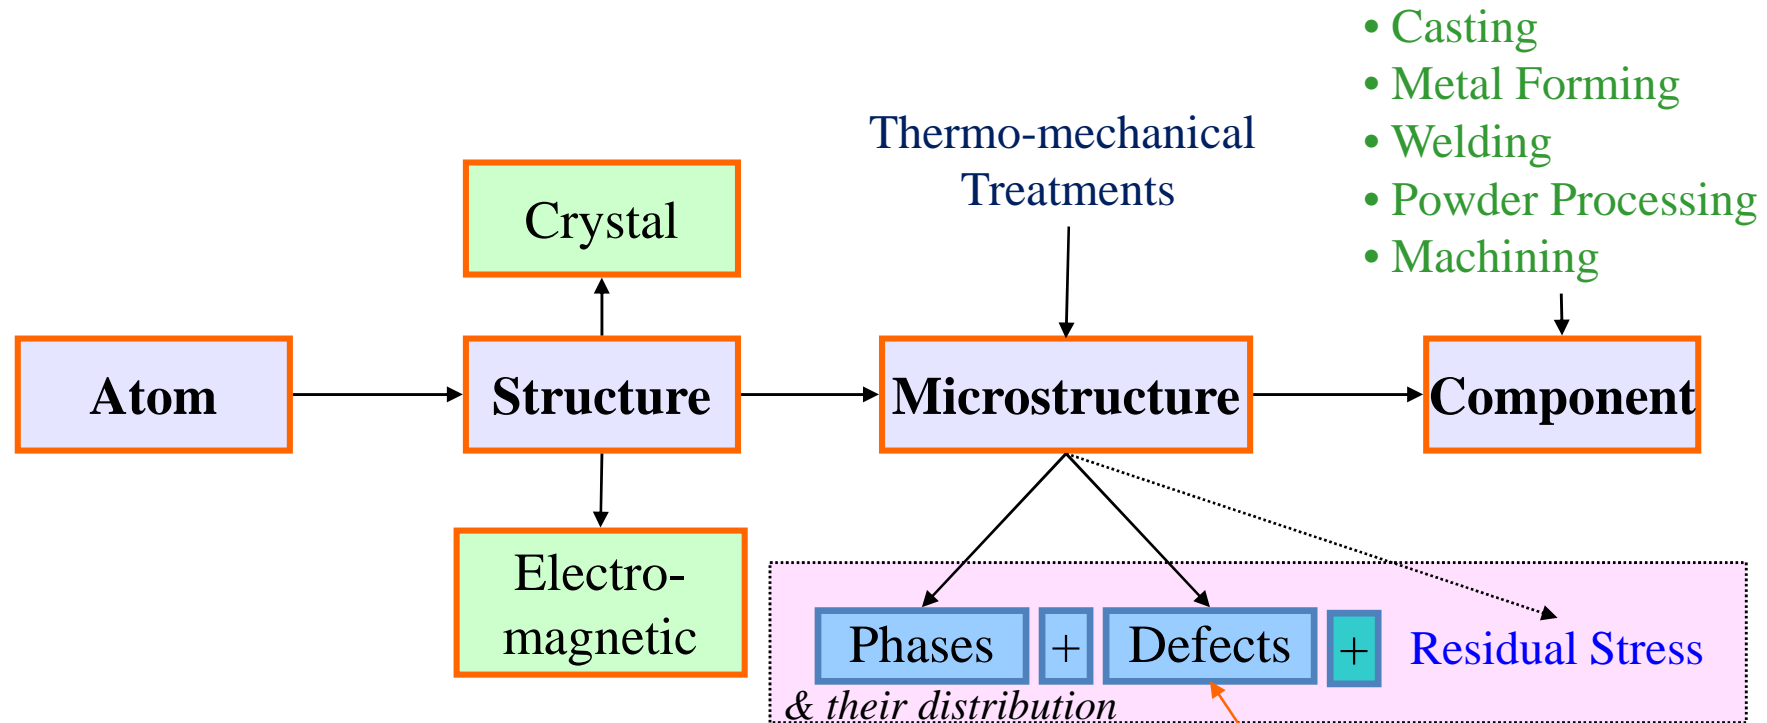 • Casting
• Metal Forming
• Welding
• Powder Processing
• Machining
Thermo-mechanical
Treatments
Crystal
Atom
Structure
Microstructure
Component
Electro-
magnetic
Phases + Defects + Residual Stress
& their distribution